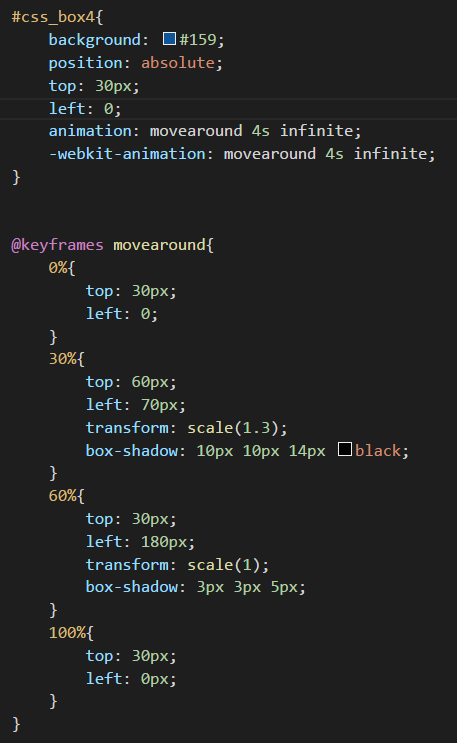 #css_box4{
    background: #159;
    position: absolute;
    top: 30px;
    left: 0;
    animation: movearound 4s infinite;
    -webkit-animation: movearound 4s infinite;
}
@keyframes movearound{
    0%{
        top: 30px;
        left: 0;
    }
    30%{
        top: 60px;
        left: 70px;
        transform: scale(1.3);
        box-shadow: 10px 10px 14px black;
    }
    60%{
        top: 30px;
        left: 180px;
        transform: scale(1);
        box-shadow: 3px 3px 5px;
    }
    100%{
        top: 30px;
        left: 0px;
    }
}